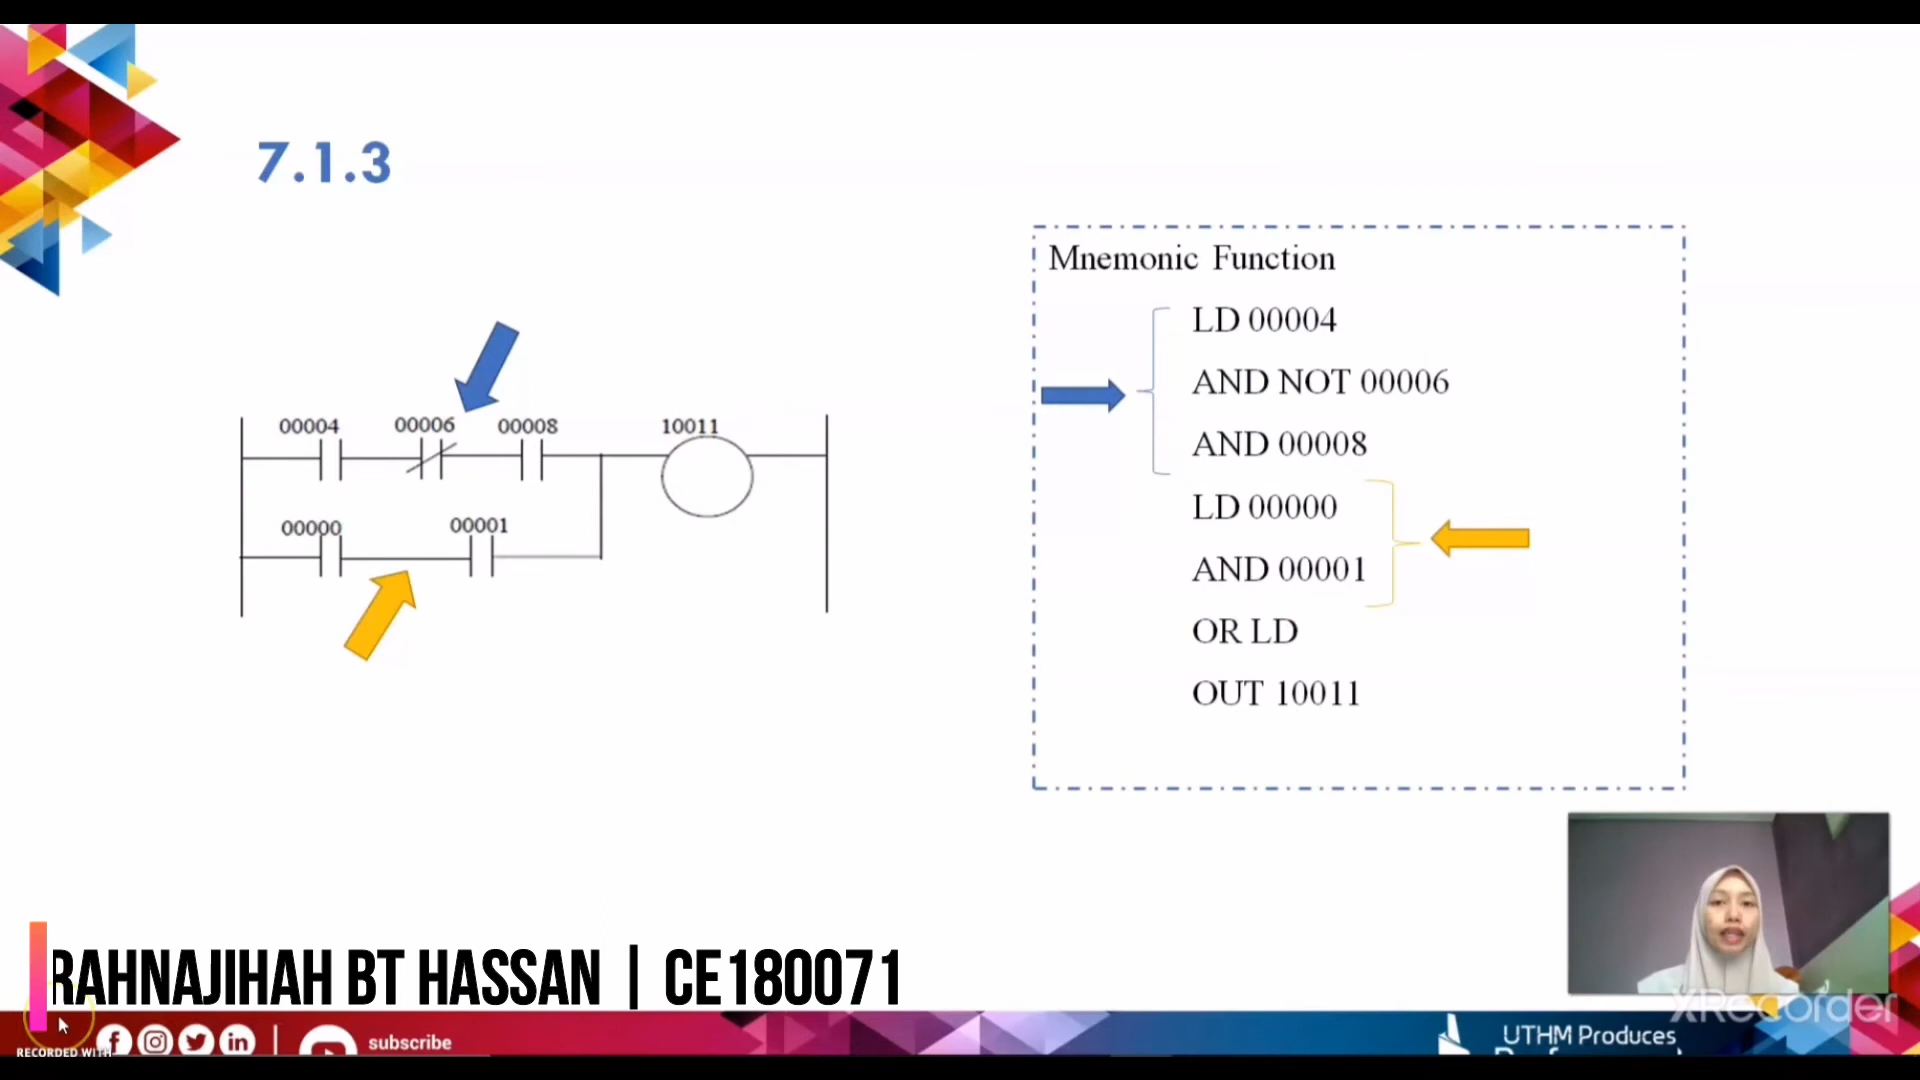 7.1.3
Mnemonic Function
LD 00004
AND NOT 00006
AND 00008
LD 00000
AND 00001
OR LD
OUT 10011
00004
00006
00008
10011
00000
00001
RAHNAJIHAH BT HASSAN | CE180071
XRecorder
RECORDED WITH
subscribe
UTHM Produces